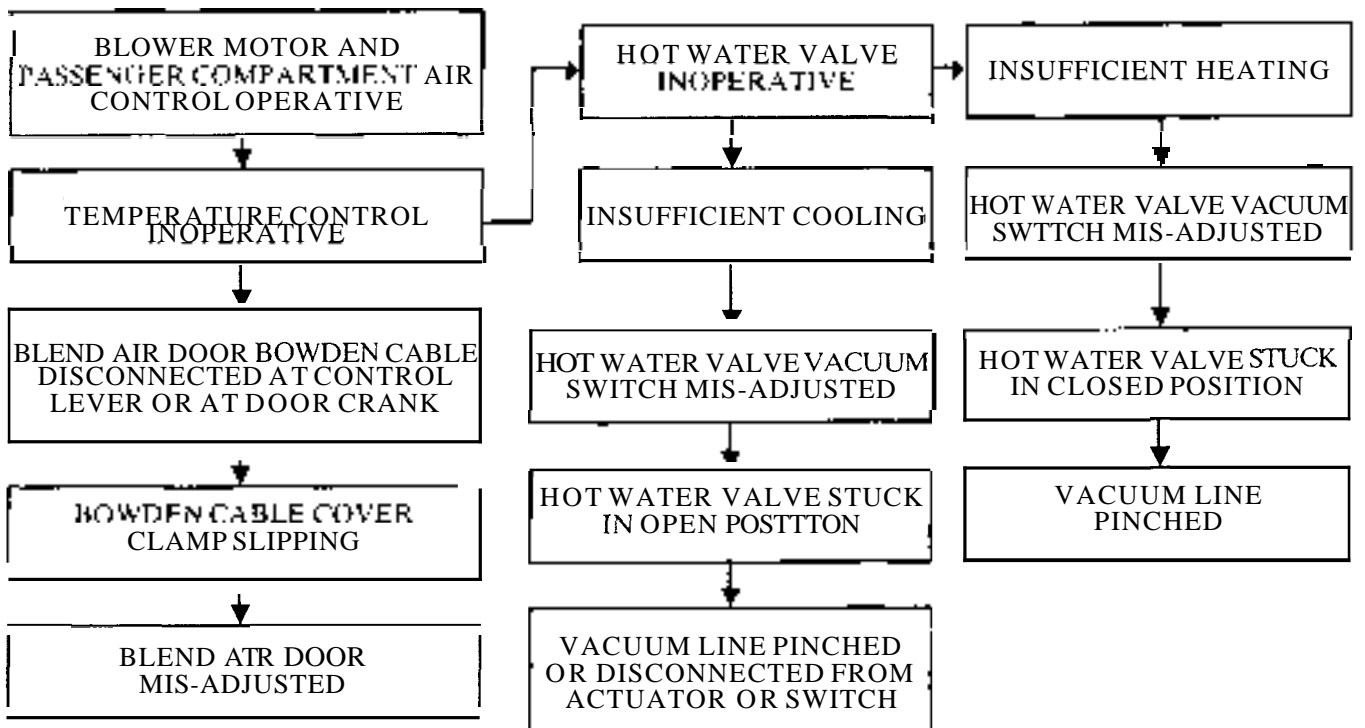 BLOWER MOTOR AND
PASSENGER COMPARTMENT AIR
CONTROL OPERATIVE
TEMPERATURE CONTROL
INOPERATIVE
BLEND AIR DOOR BOWDEN CABLE
DISCONNECTED AT CONTROL
LEVER OR AT DOOR CRANK
BOWDEN CABLE COVER
CLAMP SLIPPING
BLEND ATR DOOR
MIS-ADJUSTED
HOT WATER VALVE
INOPERATIVE
INSUFFICIENT COOLING
HOT WATER VALVE VACUUM
SWITCH MIS-ADJUSTED
HOT WATER VALVE STUCK
IN OPEN POSTTTON
VACUUM LINE PINCHED
OR DISCONNECTED FROM
ACTUATOR OR SWITCH
INSUFFICIENT HEATING
HOT WATER VALVE VACUUM
SWTTCH MIS-ADJUSTED
HOT WATER VALVE STUCK
IN CLOSED POSITION
VACUUM LINE
PINCHED